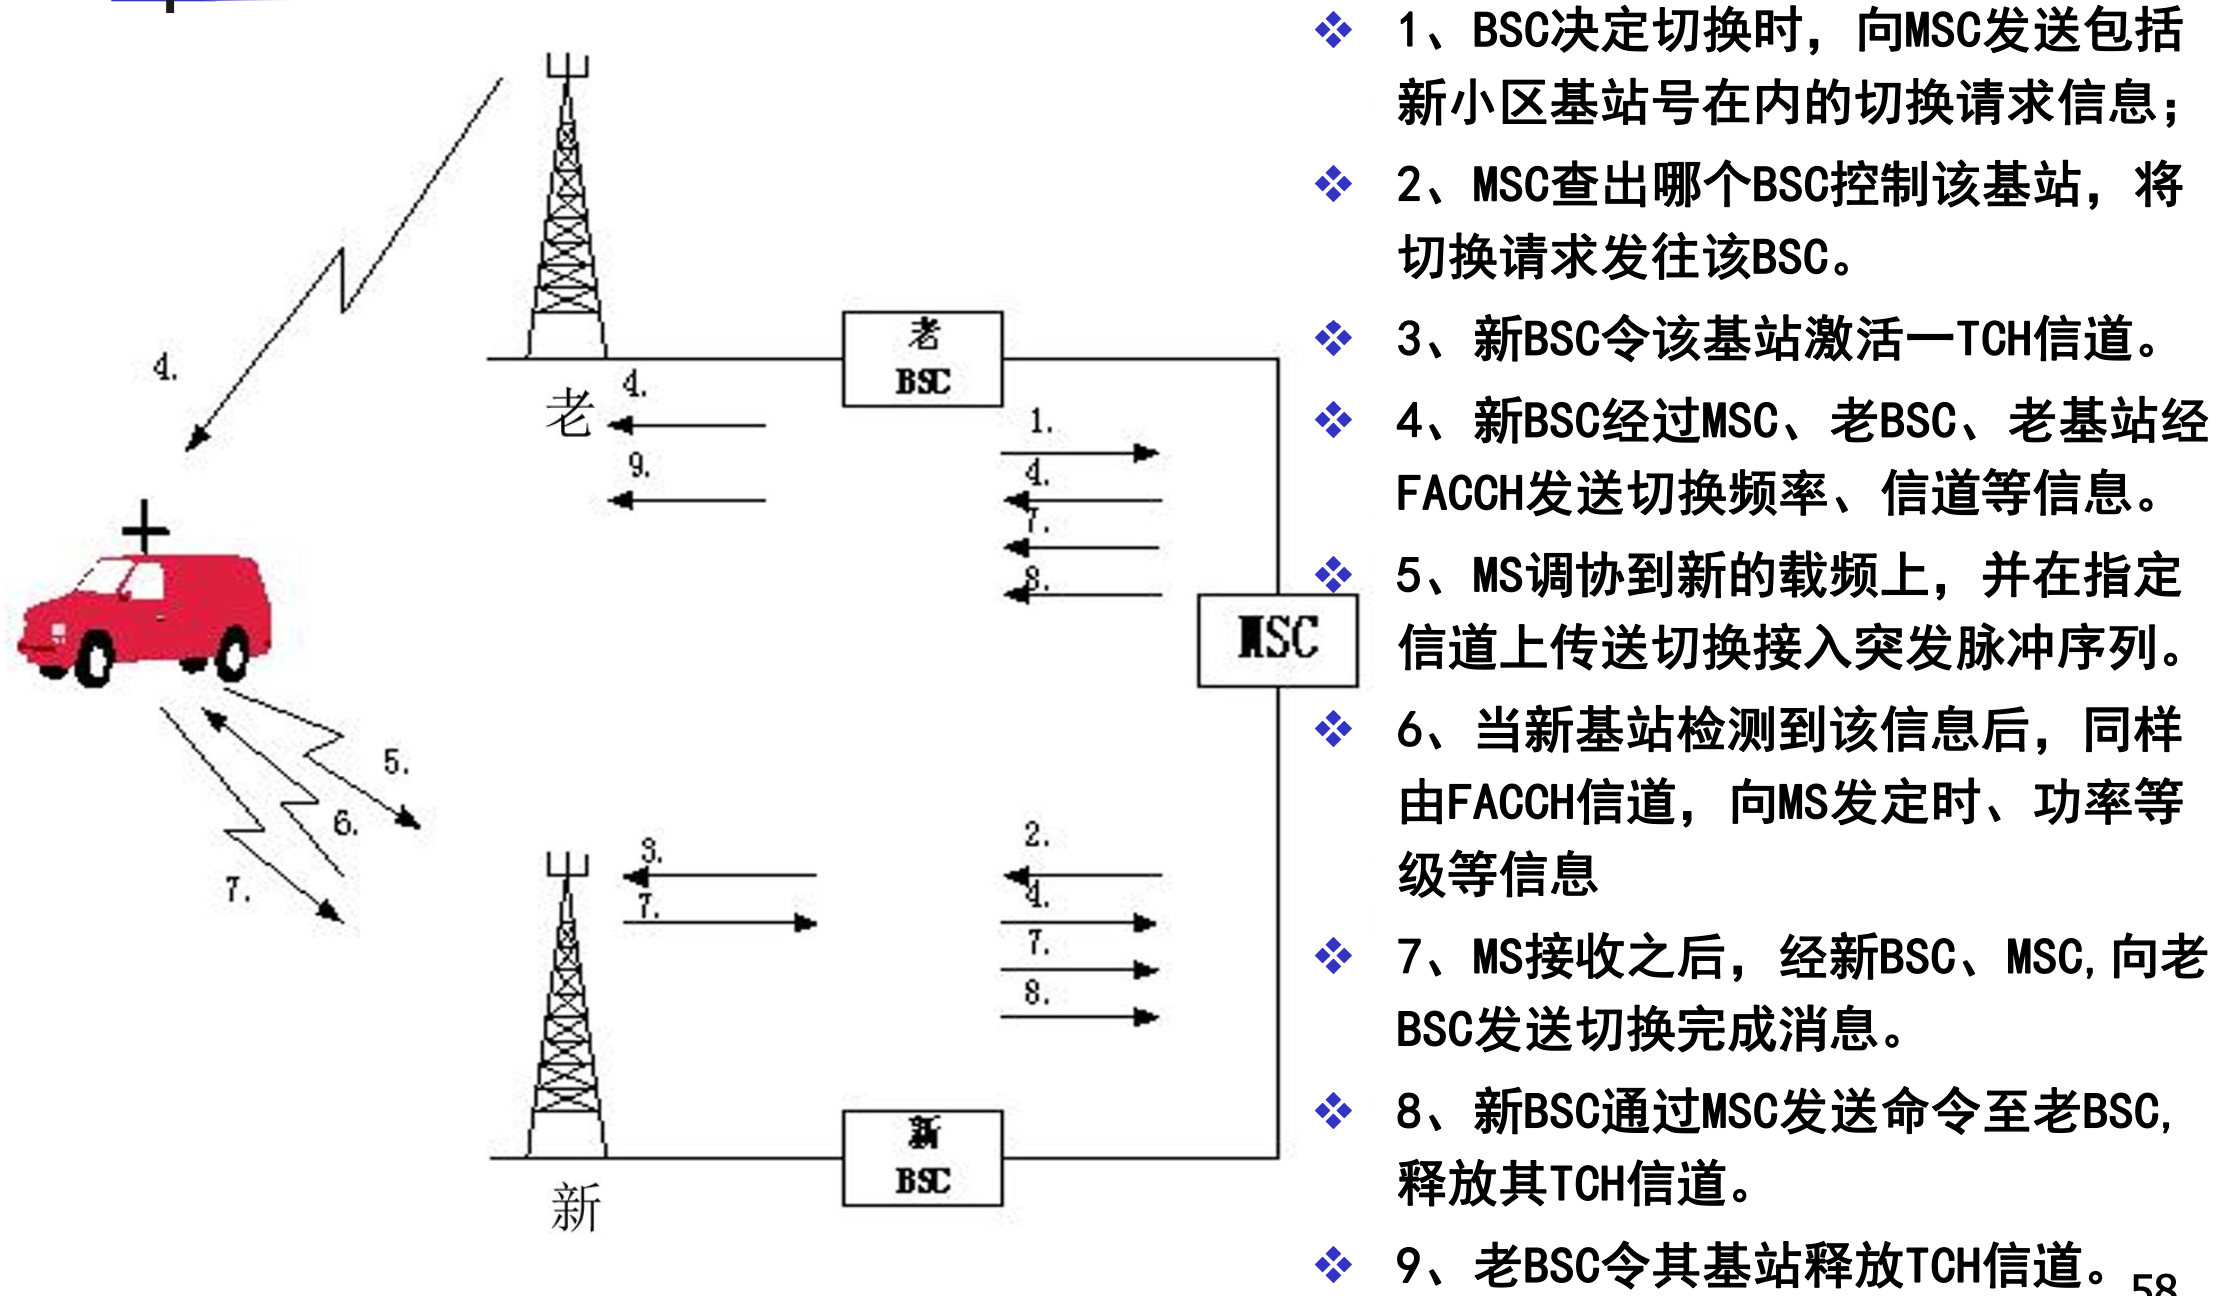 4.
老
BSC
老
4.
9.
1.
4.
7.
8.
MSC
5.
6.
7.
3.
7.
2.
4.
7.
8.
新
BSC
新
1、BSC决定切换时，向MSC发送包括
新小区基站号在内的切换请求信息；
2、MSC查出哪个BSC控制该基站，将
切换请求发往该BSC。
3、新BSC令该基站激活一TCH信道。
4、新BSC经过MSC、老BSC、老基站经
FACCH发送切换频率、信道等信息。
5、MS调协到新的载频上，并在指定
信道上传送切换接入突发脉冲序列。
6、当新基站检测到该信息后，同样
由FACCH信道，向MS发定时、功率等
级等信息
7、MS接收之后，经新BSC、MSC,向老
BSC发送切换完成消息。
8、新BSC通过MSC发送命令至老BSC,
释放其TCH信道。
9、老BSC令其基站释放TCH信道。
58